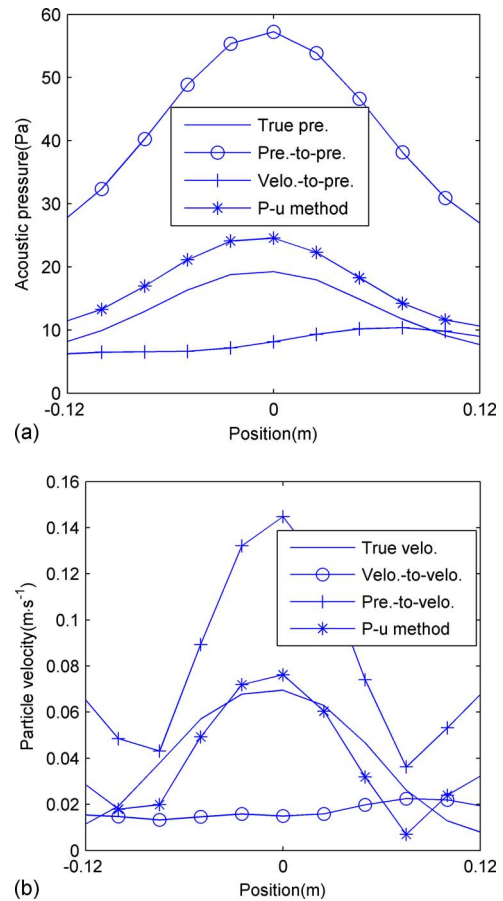 60
50
40
30
20
10
0
Acoustic pressure(Pa)
True pre.
Pre.-to-pre.
Velo.-to-pre.
P-u method
-0.12
0
0.12
Position(m)
(a)
0.16
0.14
0.12
0.1
0.08
0.06
0.04
0.02
0
Particle velocity(m·s⁻¹)
True velo.
Velo.-to-velo.
Pre.-to-velo.
P-u method
-0.12
0
0.12
Position(m)
(b)